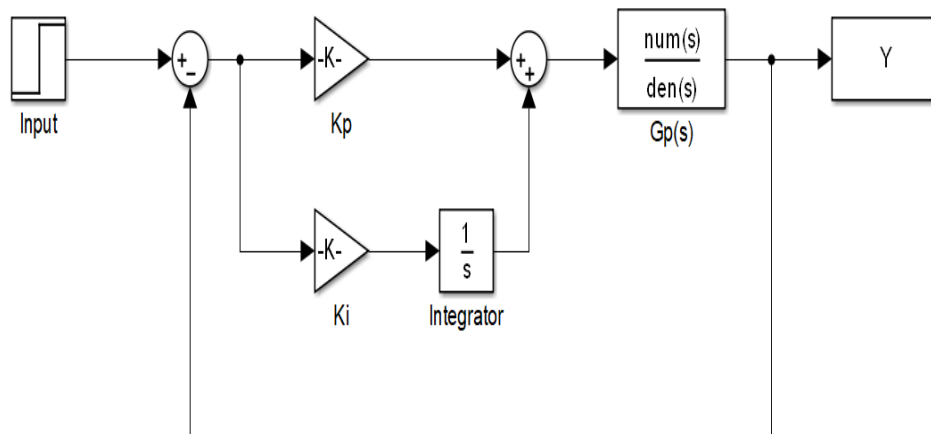 +
−
-K-
+
+
num(s)
den(s)
Y
Input
Kp
Gp(s)
-K-
1
s
Ki
Integrator